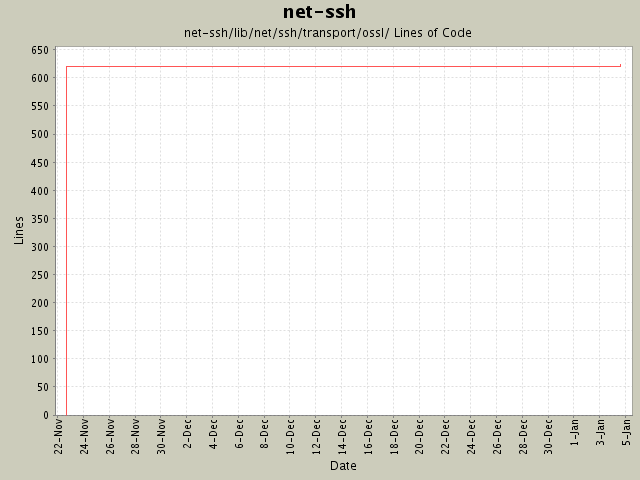 net-ssh
net-ssh/lib/net/ssh/transport/ossl/ Lines of Code
Lines
650
600
550
500
450
400
350
300
250
200
150
100
50
0
22-Nov
24-Nov
26-Nov
28-Nov
30-Nov
2-Dec
4-Dec
6-Dec
8-Dec
10-Dec
12-Dec
14-Dec
16-Dec
18-Dec
20-Dec
22-Dec
24-Dec
26-Dec
28-Dec
30-Dec
1-Jan
3-Jan
5-Jan
Date